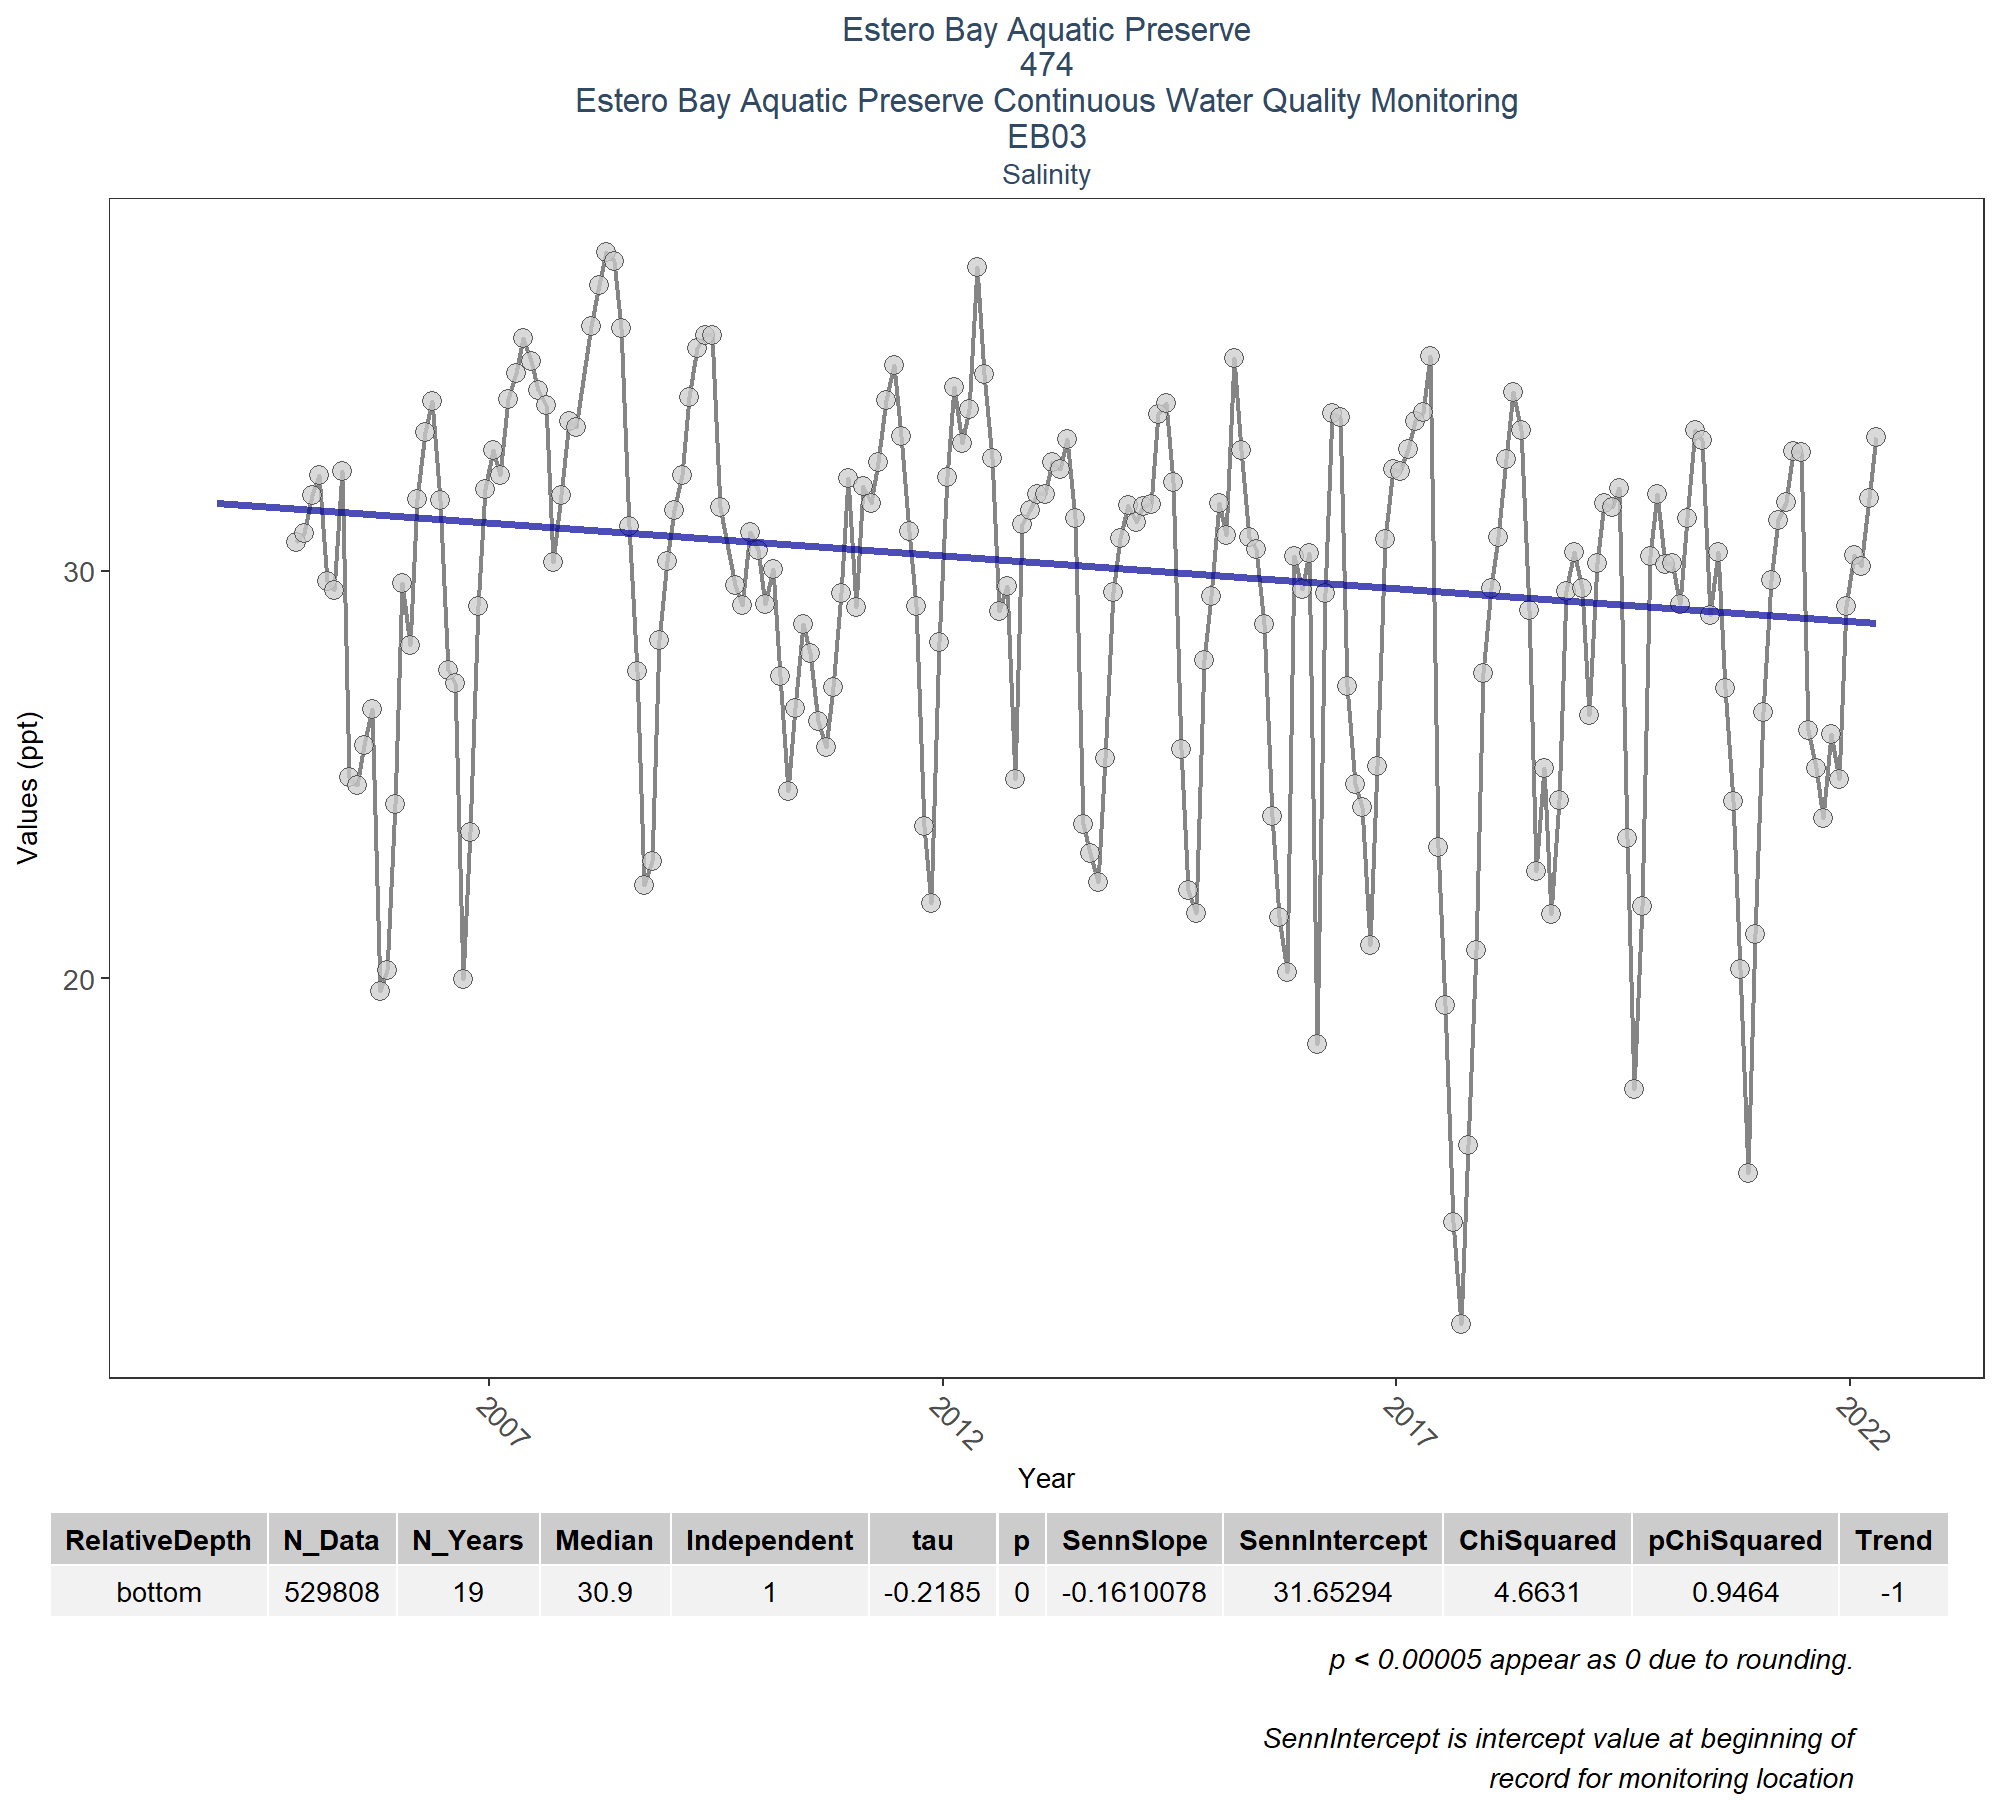 Estero Bay Aquatic Preserve
474
Estero Bay Aquatic Preserve Continuous Water Quality Monitoring
EB03
Salinity
Values (ppt)
30
20
2007
2012
2017
2022
Year
RelativeDepth N_Data N_Years Median Independent tau p SennSlope SennIntercept ChiSquared pChiSquared Trend
bottom 529808 19 30.9 1 -0.2185 0 -0.1610078 31.65294 4.6631 0.9464 -1
p < 0.00005 appear as 0 due to rounding.
SennIntercept is intercept value at beginning of
record for monitoring location